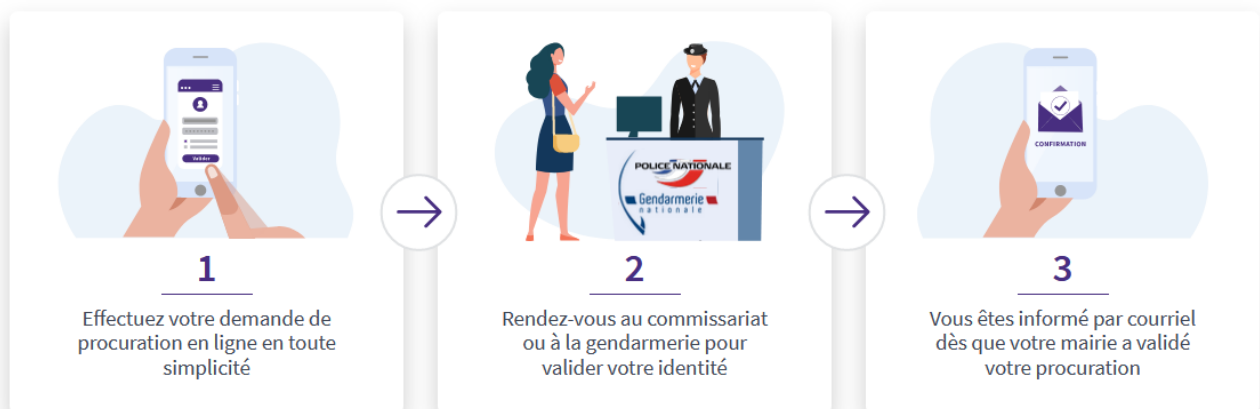 Valider
POLICE NATIONALE
Gendarmerie
nationale
CONFIRMATION
1
Effectuez votre demande de
procuration en ligne en toute
simplicité
2
Rendez-vous au commissariat
ou à la gendarmerie pour
valider votre identité
3
Vous êtes informé par courriel
dès que votre mairie a validé
votre procuration